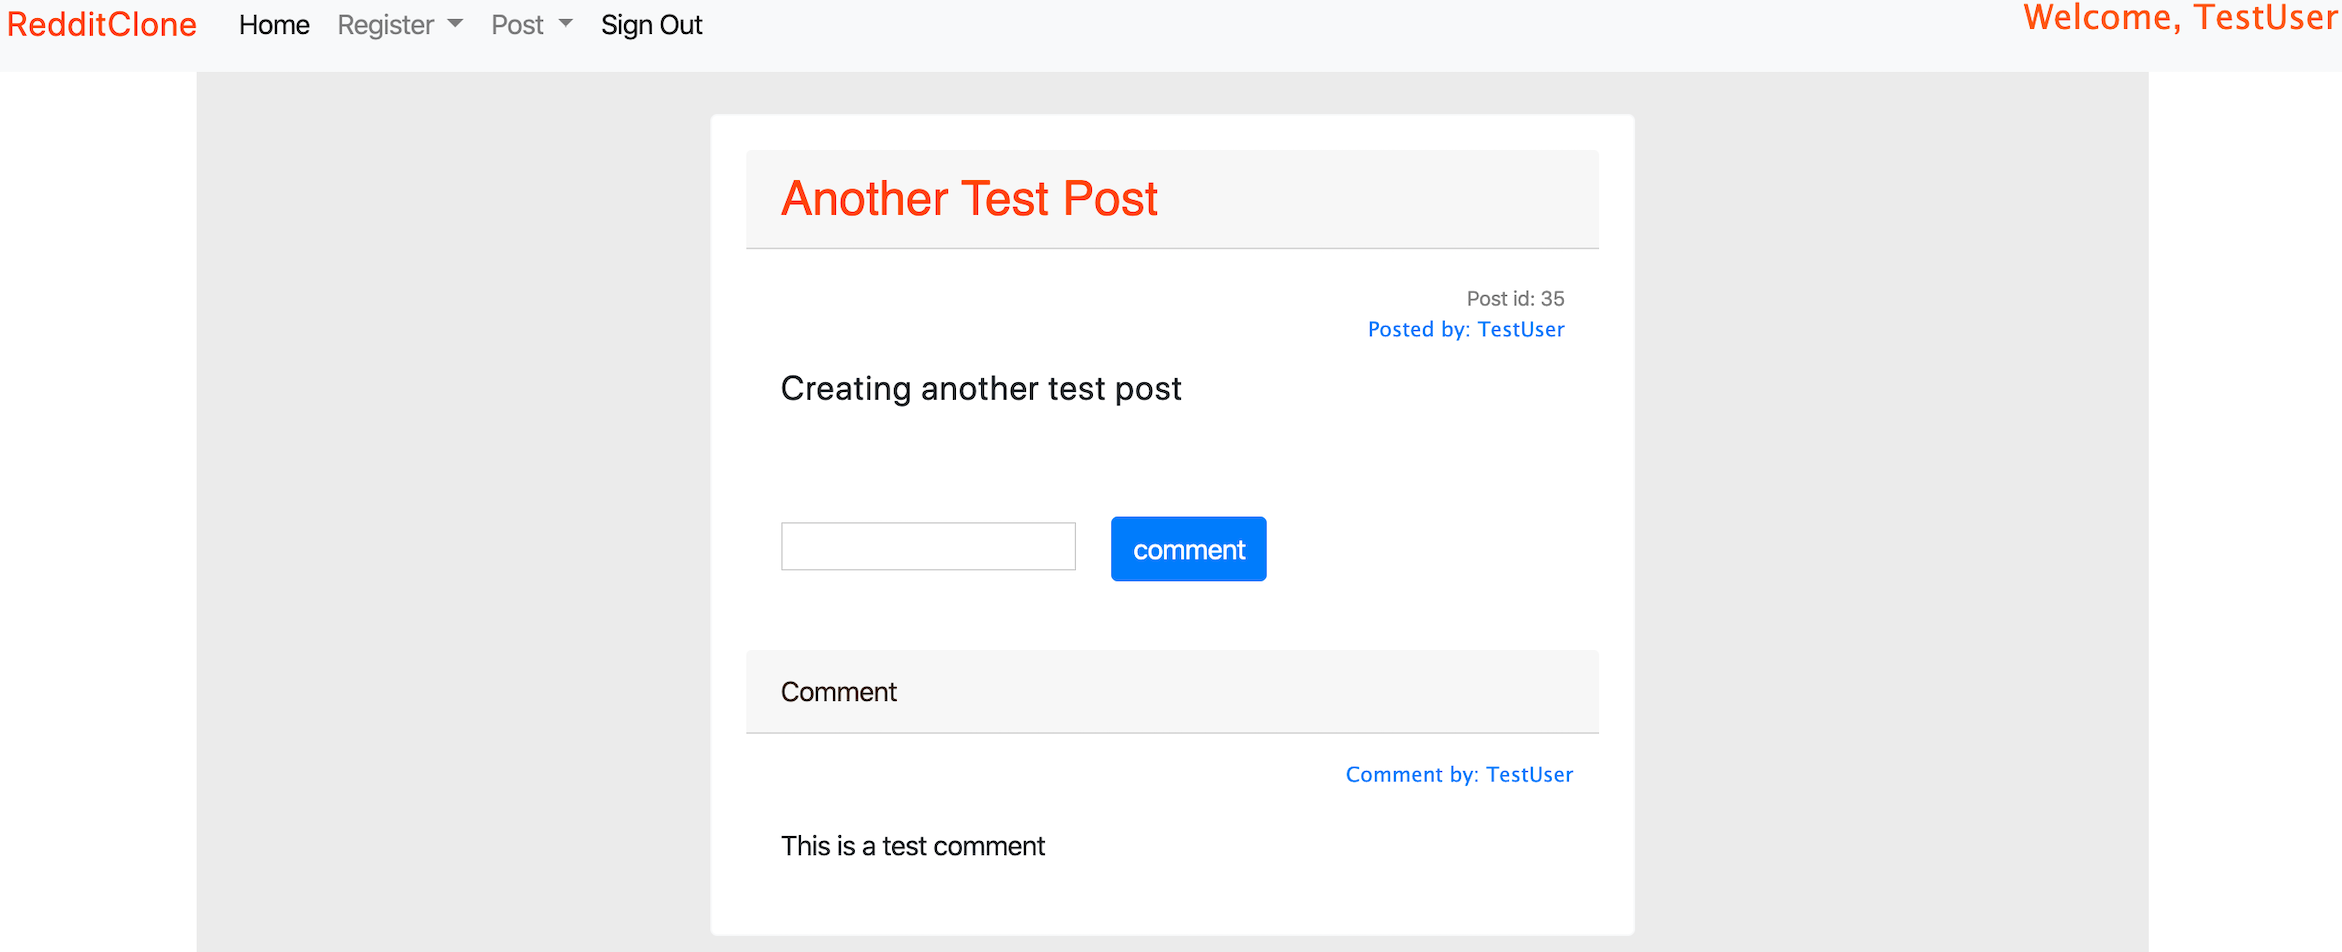 RedditClone Home Register Post Sign Out Welcome, TestUser
Another Test Post
Post id: 35
Posted by: TestUser
Creating another test post
comment
Comment
Comment by: TestUser
This is a test comment